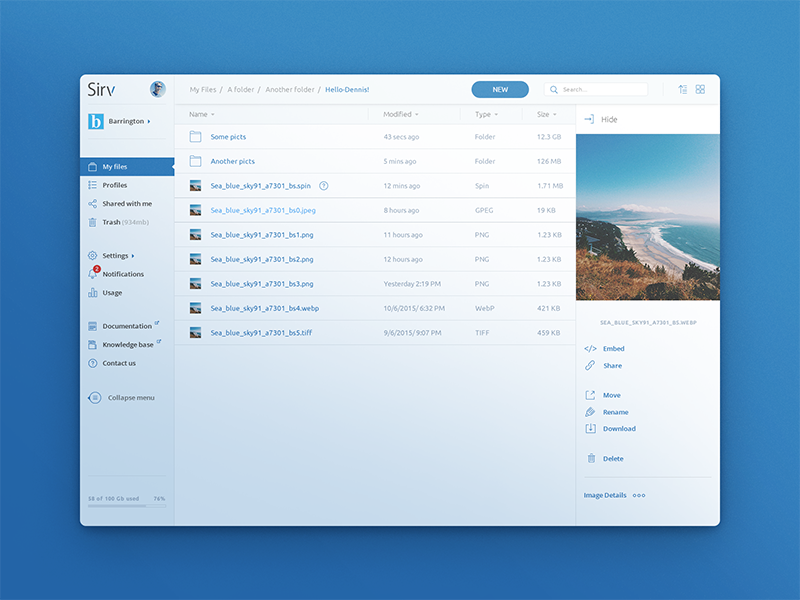 Sirv
My Files / A folder / Another folder / Hello-Dennis!
NEW
Search...
b
Barrington
My files
Profiles
Shared with me
Trash (934mb)
Settings
2
Notifications
Usage
Documentation
Knowledge base
Contact us
Collapse menu
38 of 100 Gb used 76%
Name Modified Type Size
Some picts 43 secs ago Folder 12.3 GB
Another picts 5 mins ago Folder 126 MB
Sea_blue_sky91_a7301_bs.spin ? 12 mins ago Spin 1.71 MB
Sea_blue_sky91_a7301_bs0.jpeg 8 hours ago GPEG 19 KB
Sea_blue_sky91_a7301_bs1.png 11 hours ago PNG 1.23 KB
Sea_blue_sky91_a7301_bs2.png 12 hours ago PNG 1.23 KB
Sea_blue_sky91_a7301_bs3.png Yesterday 2:19 PM PNG 1.23 KB
Sea_blue_sky91_a7301_bs4.webp 10/6/2015/ 6:32 PM WebP 421 KB
Sea_blue_sky91_a7301_bs5.tiff 9/6/2015/ 9:07 PM TIFF 459 KB
Hide
SEA_BLUE_SKY91_A7301_BS.WEBP
Embed
Share
Move
Rename
Download
Delete
Image Details